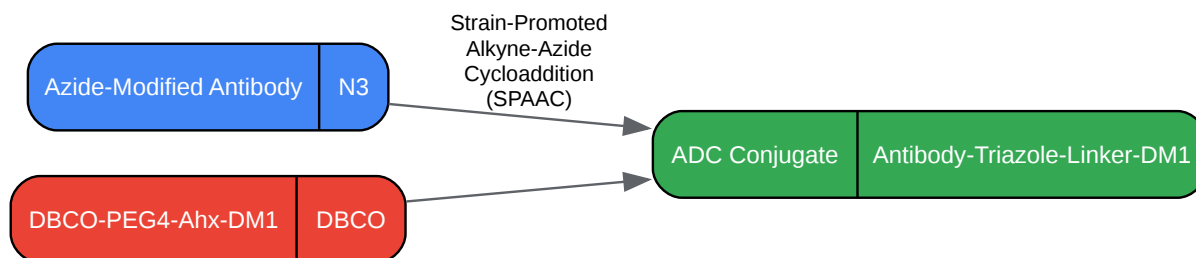 Strain-Promoted
Alkyne-Azide
Cycloaddition
(SPAAC)
Azide-Modified Antibody
N3
ADC Conjugate
Antibody-Triazole-Linker-DM1
DBCO-PEG4-Ahx-DM1
DBCO